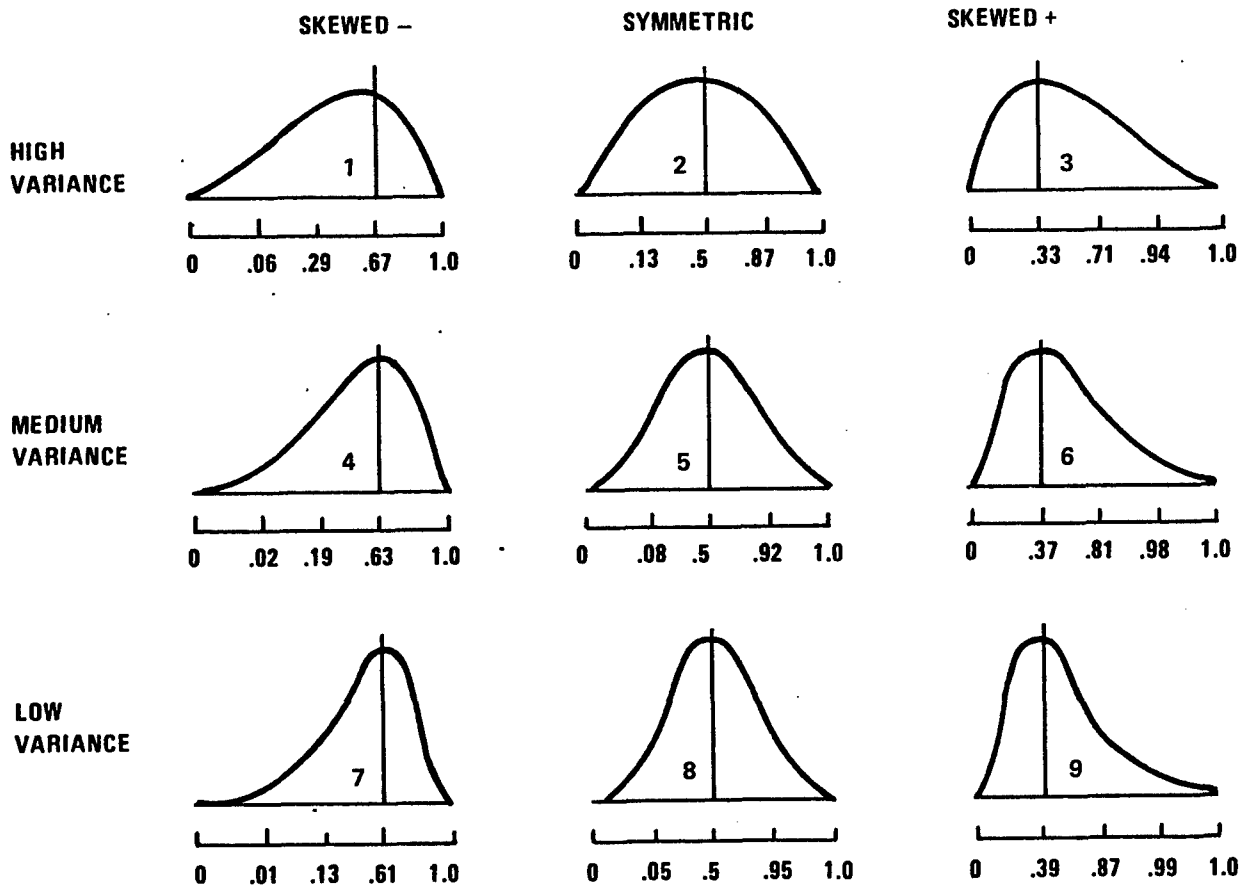 SKEWED – SYMMETRIC SKEWED +
HIGH
VARIANCE
1 2 3
0 .06 .29 .67 1.0 0 .13 .5 .87 1.0 0 .33 .71 .94 1.0
MEDIUM
VARIANCE
4 5 6
0 .02 .19 .63 1.0 0 .08 .5 .92 1.0 0 .37 .81 .98 1.0
LOW
VARIANCE
7 8 9
0 .01 .13 .61 1.0 0 .05 .5 .95 1.0 0 .39 .87 .99 1.0